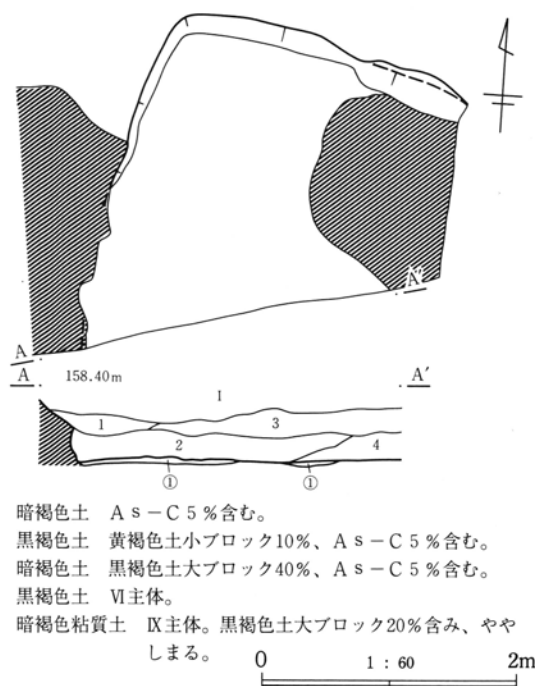 A'
A
A 158.40m A'
I
1 3
2 4
① ①
暗褐色土 As-C5%含む。
黒褐色土 黄褐色土小ブロック10%、As-C5%含む。
暗褐色土 黒褐色土大ブロック40%、As-C5%含む。
黒褐色土 Ⅵ主体。
暗褐色粘質土 Ⅸ主体。黒褐色土大ブロック20%含み、やや
しまる。
0 1:60 2m